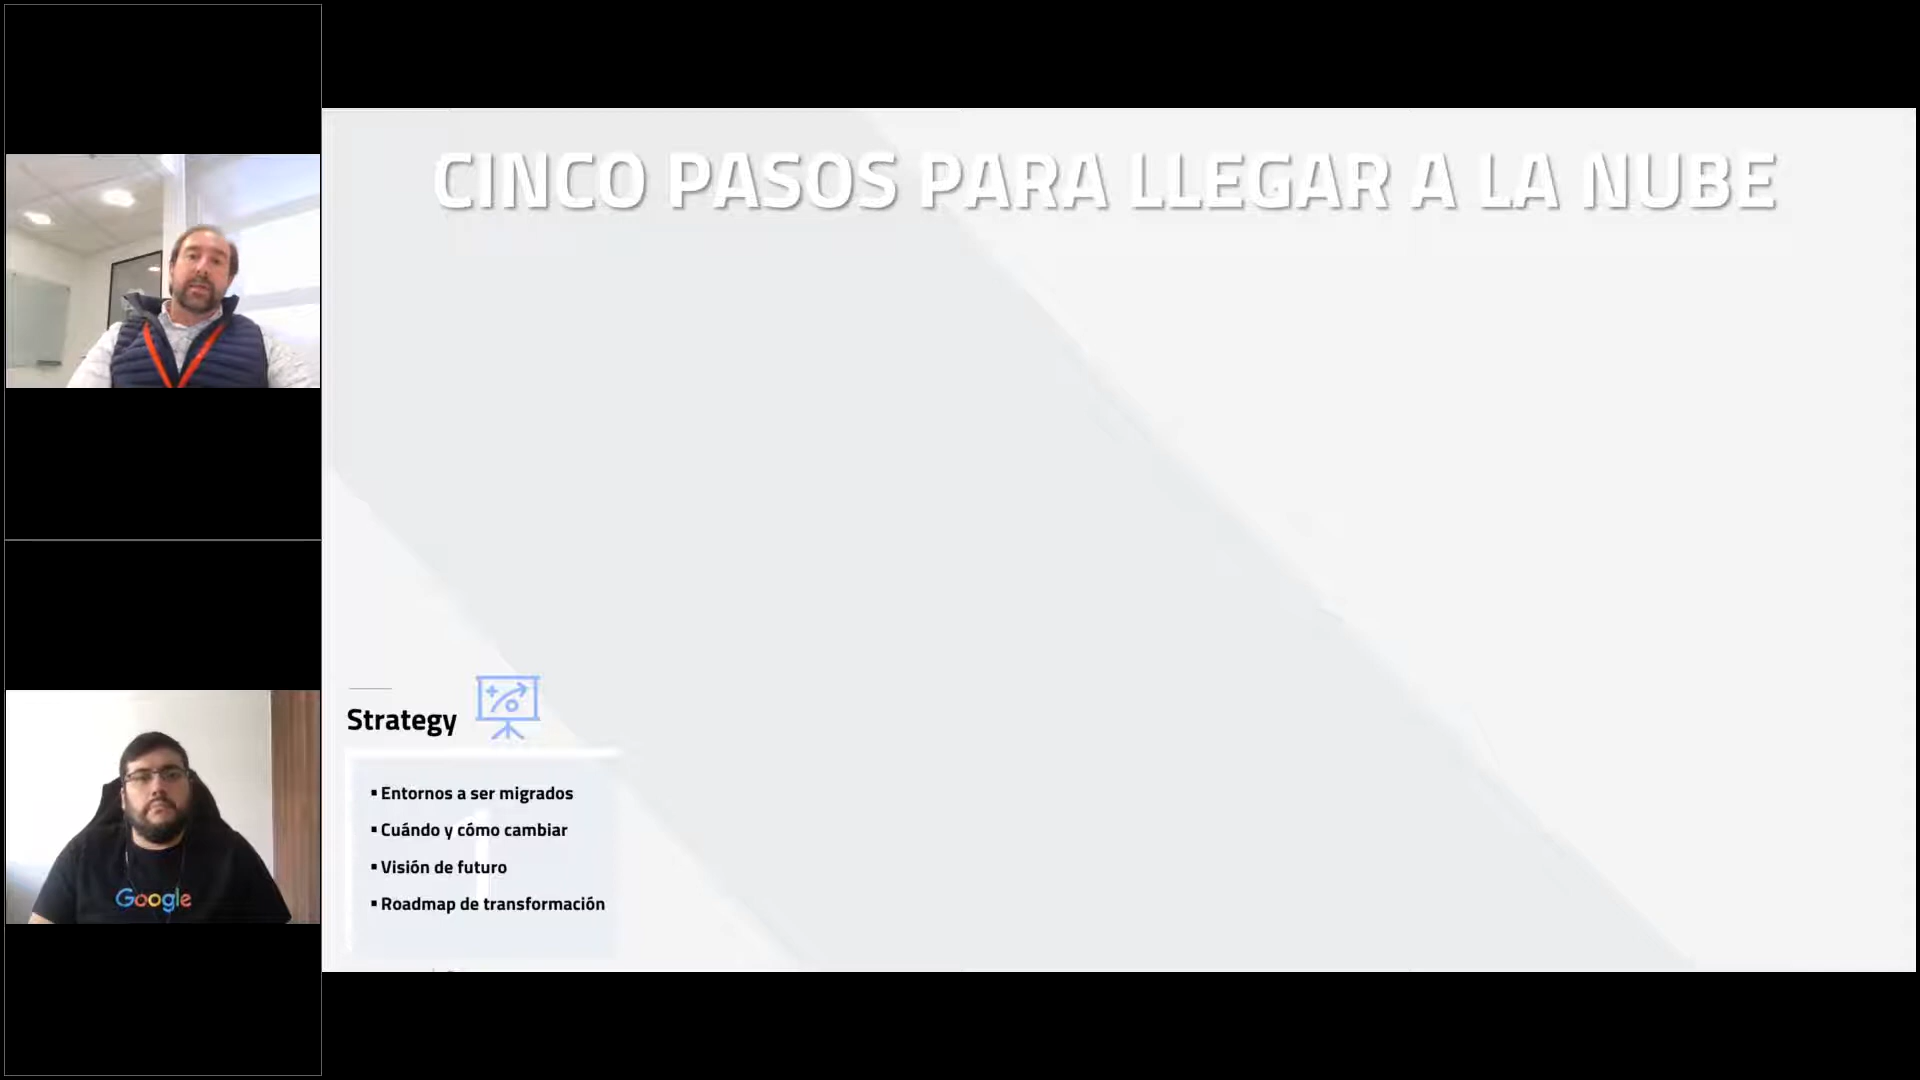 CINCO PASOS PARA LLEGAR A LA NUBE
Strategy
▪ Entornos a ser migrados
▪ Cuándo y cómo cambiar
▪ Visión de futuro
▪ Roadmap de transformación
Google